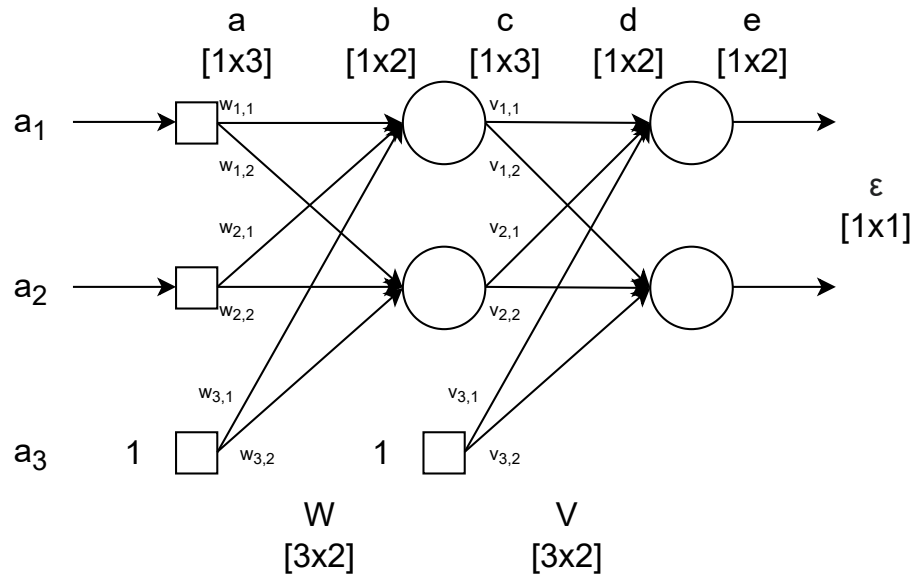 a b c d e
[1x3] [1x2] [1x3] [1x2] [1x2]
a₁ w₁,₁ v₁,₁
w₁,₂ v₁,₂
ε
[1x1]
w₂,₁ v₂,₁
a₂
w₂,₂ v₂,₂
w₃,₁ v₃,₁
a₃ 1 w₃,₂ 1 v₃,₂
W V
[3x2] [3x2]